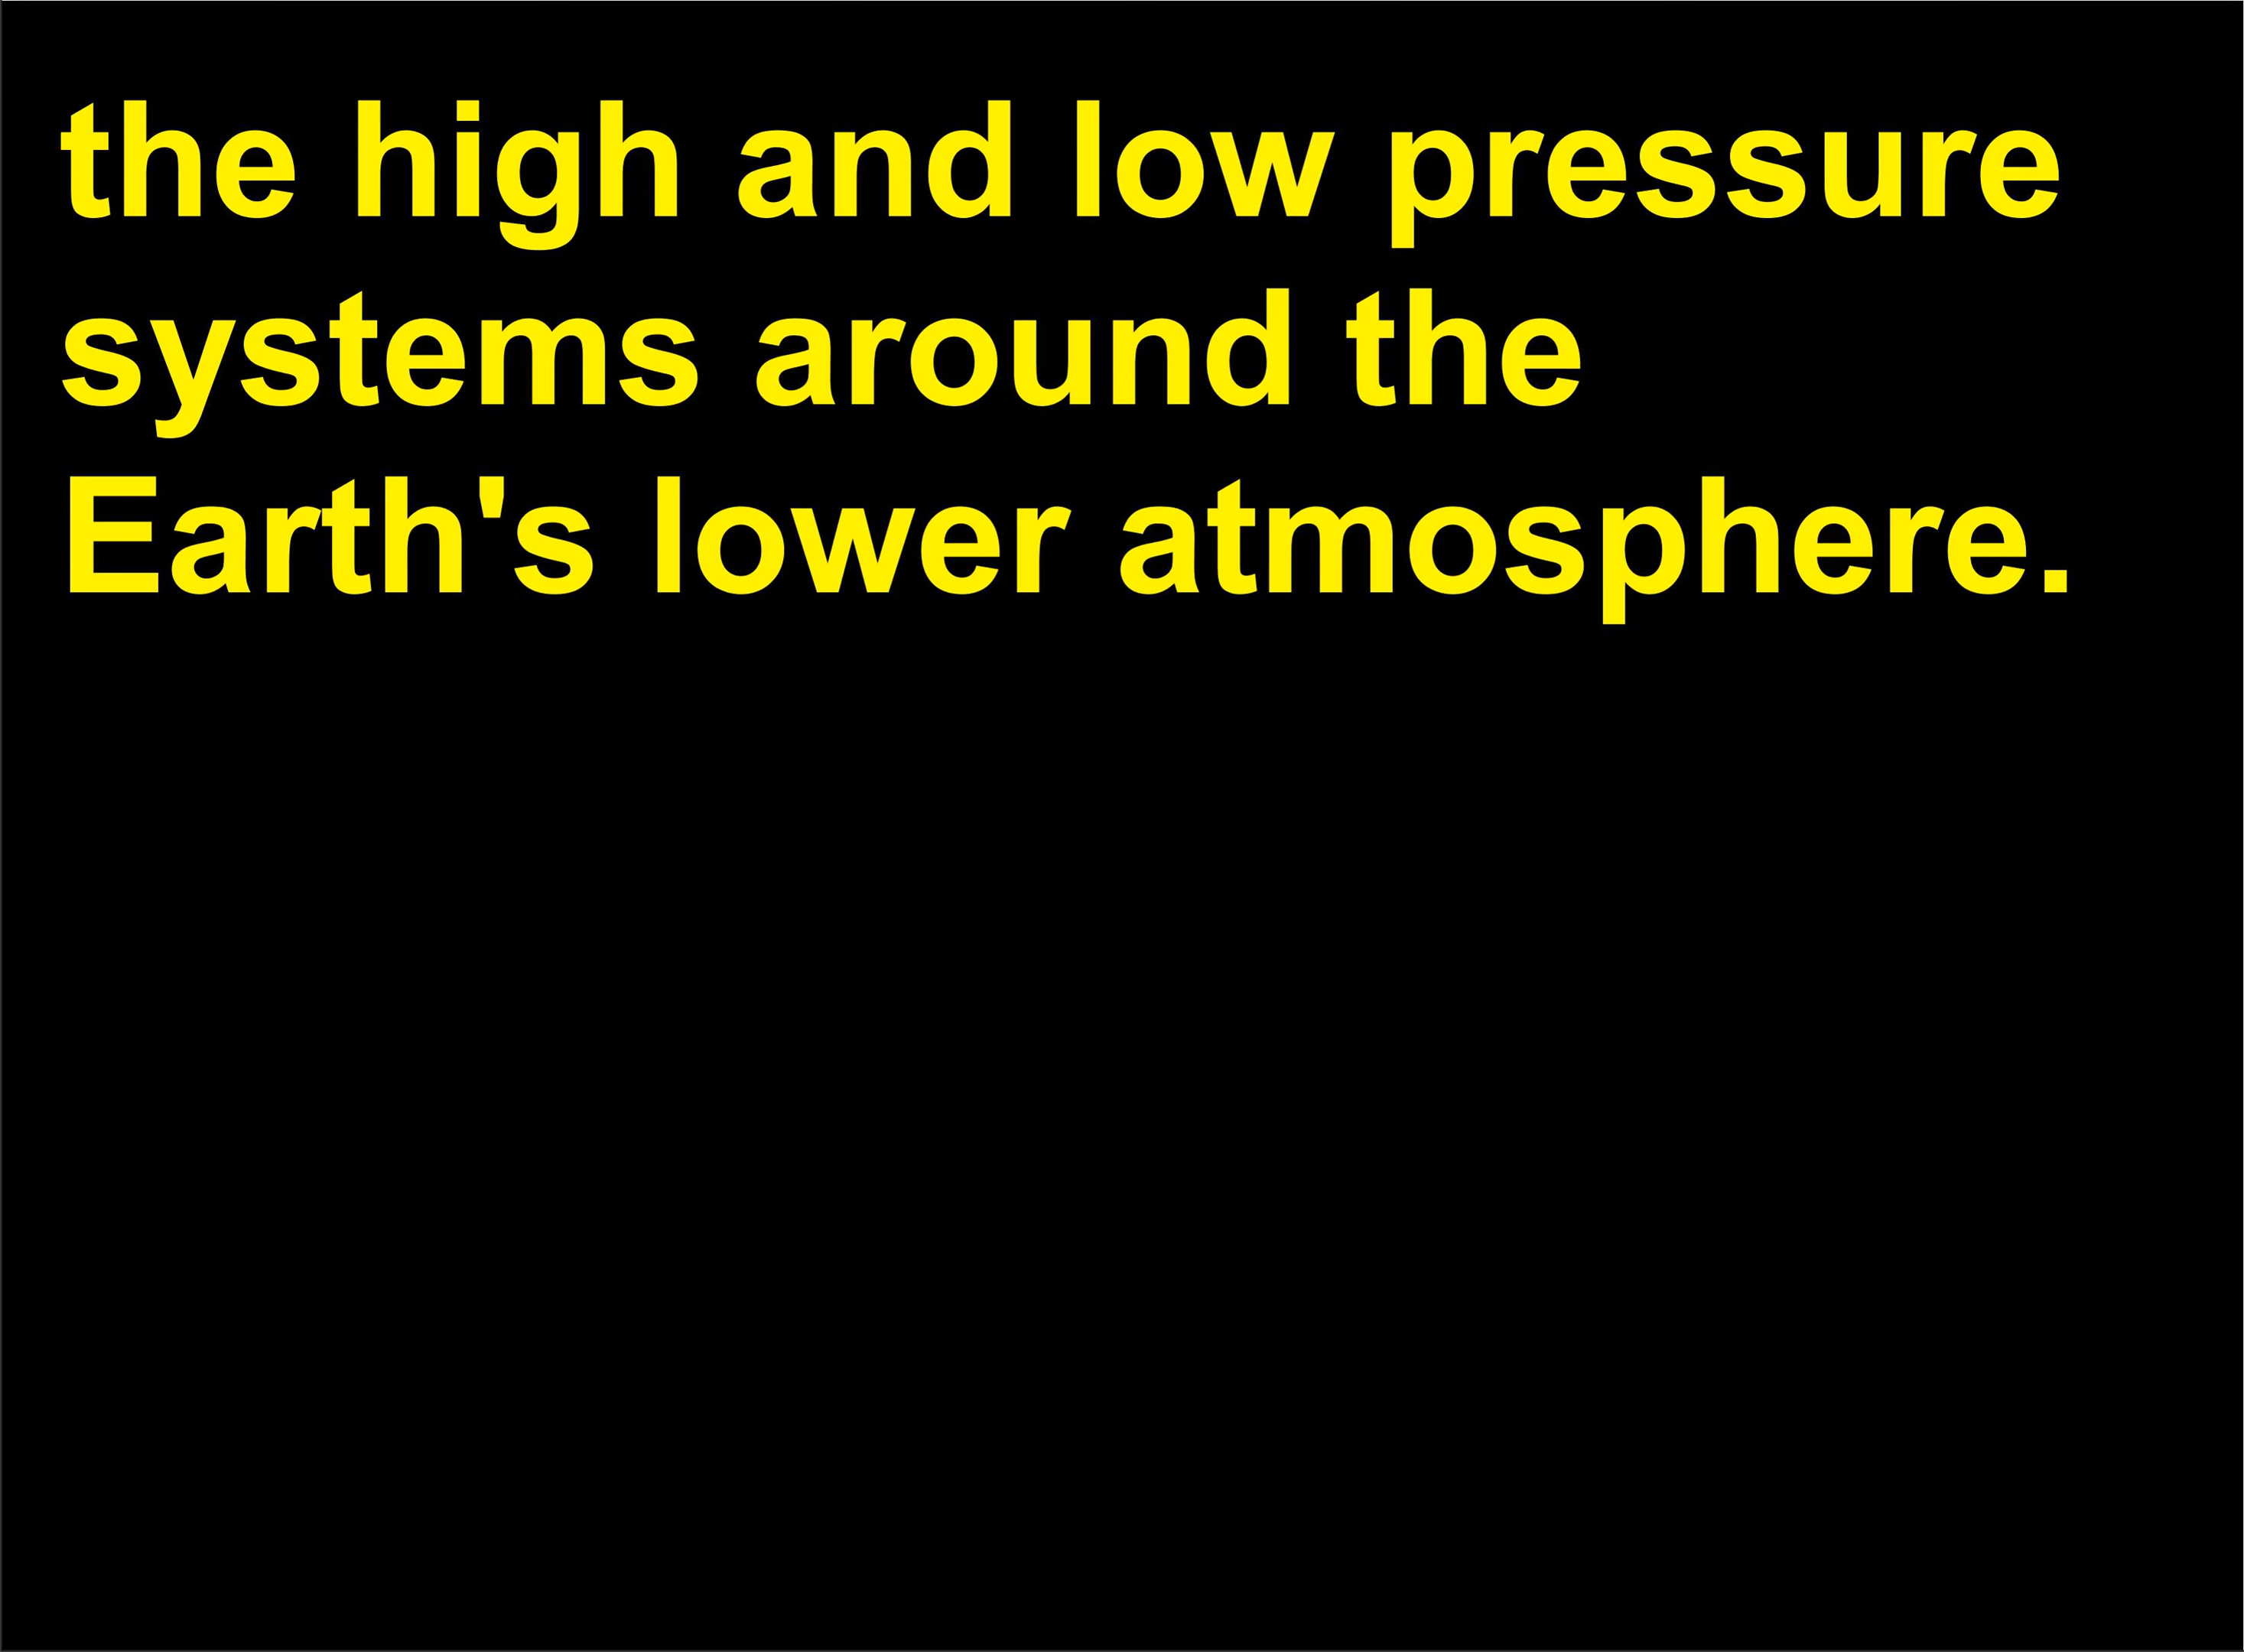 the high and low pressure
systems around the
Earth's lower atmosphere.